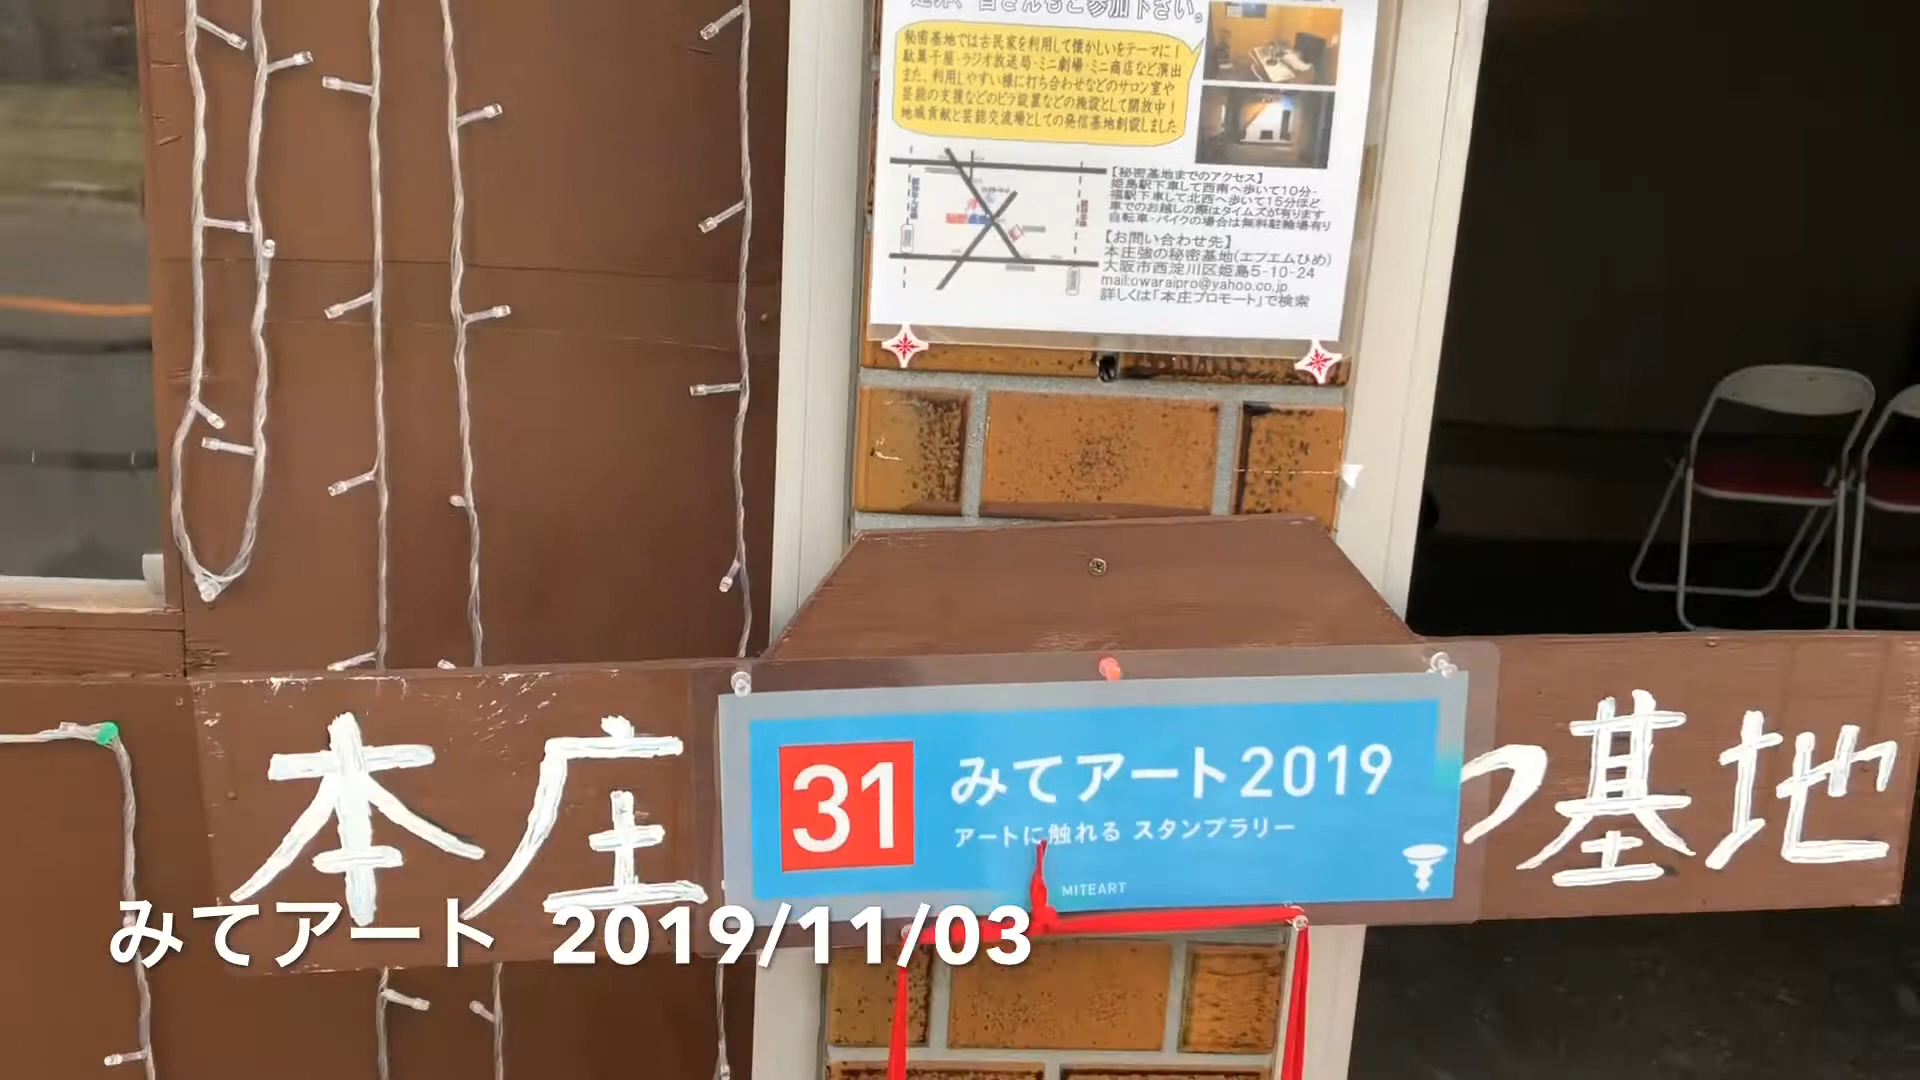 秘密基地では古民家を利用して懐かしいをテーマに!
駄菓子屋・ラジオ放送局・ミニ劇場・ミニ商店など演出
また、利用しやすい様に打ち合わせなどのサロン室や
芸能の支援などのビラ設置などの施設として開放中!
地域貢献と芸能交流場としての発信基地創設しました
【秘密基地までのアクセス】
姫島駅下車して西南へ歩いて10分・
福駅下車して北西へ歩いて15分ほど
車でのお越しの際はタイムズが有ります
自転車・バイクの場合は無料駐輪場有り
【お問い合わせ先】
本庄強の秘密基地(エフエムひめ)
大阪市西淀川区姫島5-10-24
mail:owaraipro@yahoo.co.jp
詳しくは「本庄プロモート」で検索
本庄
31
みてアート2019
アートに触れる スタンプラリー
MITEART
基地
みてアート 2019/11/03